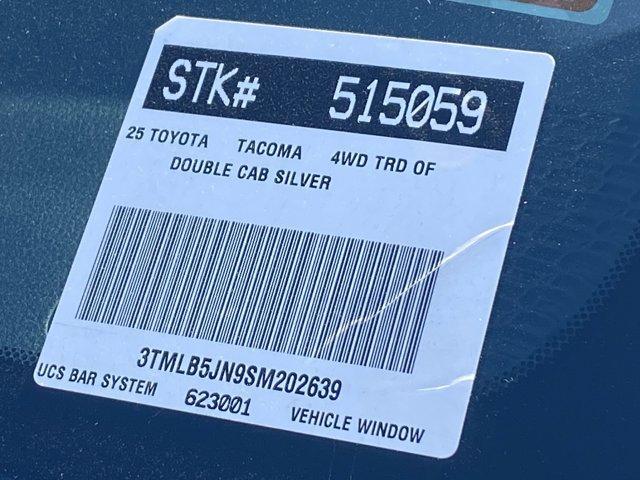 STK# 515059
25 TOYOTA TACOMA 4WD TRD OF
DOUBLE CAB SILVER
3TMLB5JN9SM202639
UCS BAR SYSTEM 623001 VEHICLE WINDOW